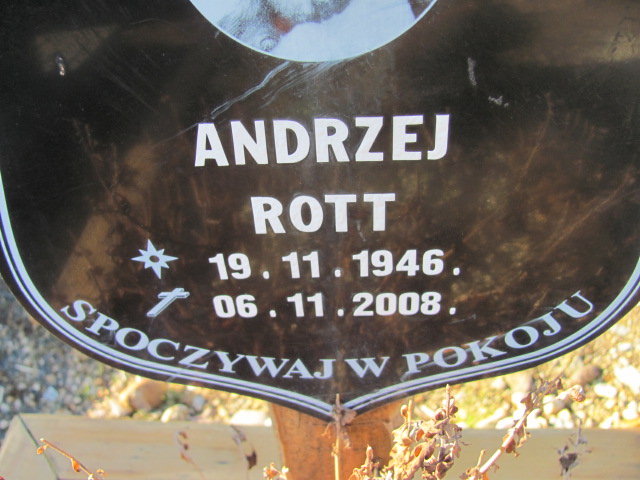 ANDRZEJ
ROTT
19.11.1946.
06.11.2008.
SPOCZYWAJ W POKOJU